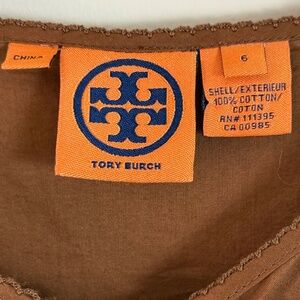 CHINA
TORY BURCH
6
SHELL/EXTERIEUR
100% COTTON/
COTON
RN# 111395
CA 00985